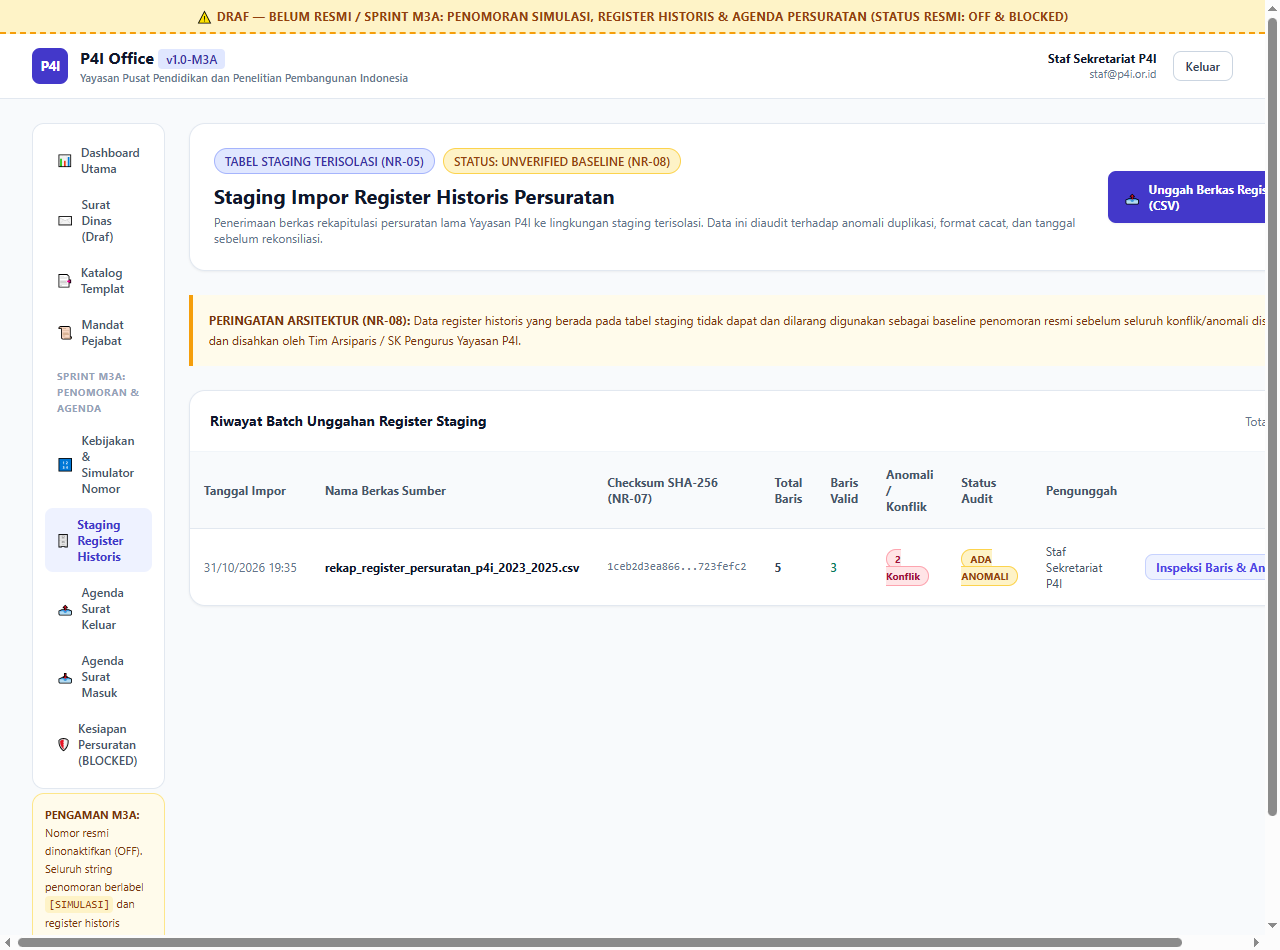 ⚠ DRAF — BELUM RESMI / SPRINT M3A: PENOMORAN SIMULASI, REGISTER HISTORIS & AGENDA PERSURATAN (STATUS RESMI: OFF & BLOCKED)
P4I
P4I Office v1.0-M3A
Yayasan Pusat Pendidikan dan Penelitian Pembangunan Indonesia
Staf Sekretariat P4I
staf@p4i.or.id
Keluar
Dashboard
Utama
Surat
Dinas
(Draf)
Katalog
Templat
Mandat
Pejabat
SPRINT M3A:
PENOMORAN &
AGENDA
Kebijakan
&
Simulator
Nomor
Staging
Register
Historis
Agenda
Surat
Keluar
Agenda
Surat
Masuk
Kesiapan
Persuratan
(BLOCKED)
PENGAMAN M3A:
Nomor resmi
dinonaktifkan (OFF).
Seluruh string
penomoran berlabel
[SIMULASI] dan
register historis
TABEL STAGING TERISOLASI (NR-05)
STATUS: UNVERIFIED BASELINE (NR-08)
Staging Impor Register Historis Persuratan
Penerimaan berkas rekapitulasi persuratan lama Yayasan P4I ke lingkungan staging terisolasi. Data ini diaudit terhadap anomali duplikasi, format cacat, dan tanggal
sebelum rekonsiliasi.
Unggah Berkas Regis
(CSV)
PERINGATAN ARSITEKTUR (NR-08): Data register historis yang berada pada tabel staging tidak dapat dan dilarang digunakan sebagai baseline penomoran resmi sebelum seluruh konflik/anomali dis
dan disahkan oleh Tim Arsiparis / SK Pengurus Yayasan P4I.
Riwayat Batch Unggahan Register Staging
Tota
Tanggal Impor
Nama Berkas Sumber
Checksum SHA-256
(NR-07)
Total
Baris
Baris
Valid
Anomali
/
Konflik
Status
Audit
Pengunggah
31/10/2026 19:35
rekap_register_persuratan_p4i_2023_2025.csv
1ceb2d3ea866...723fefc2
5
3
2
Konflik
ADA
ANOMALI
Staf
Sekretariat
P4I
Inspeksi Baris & An